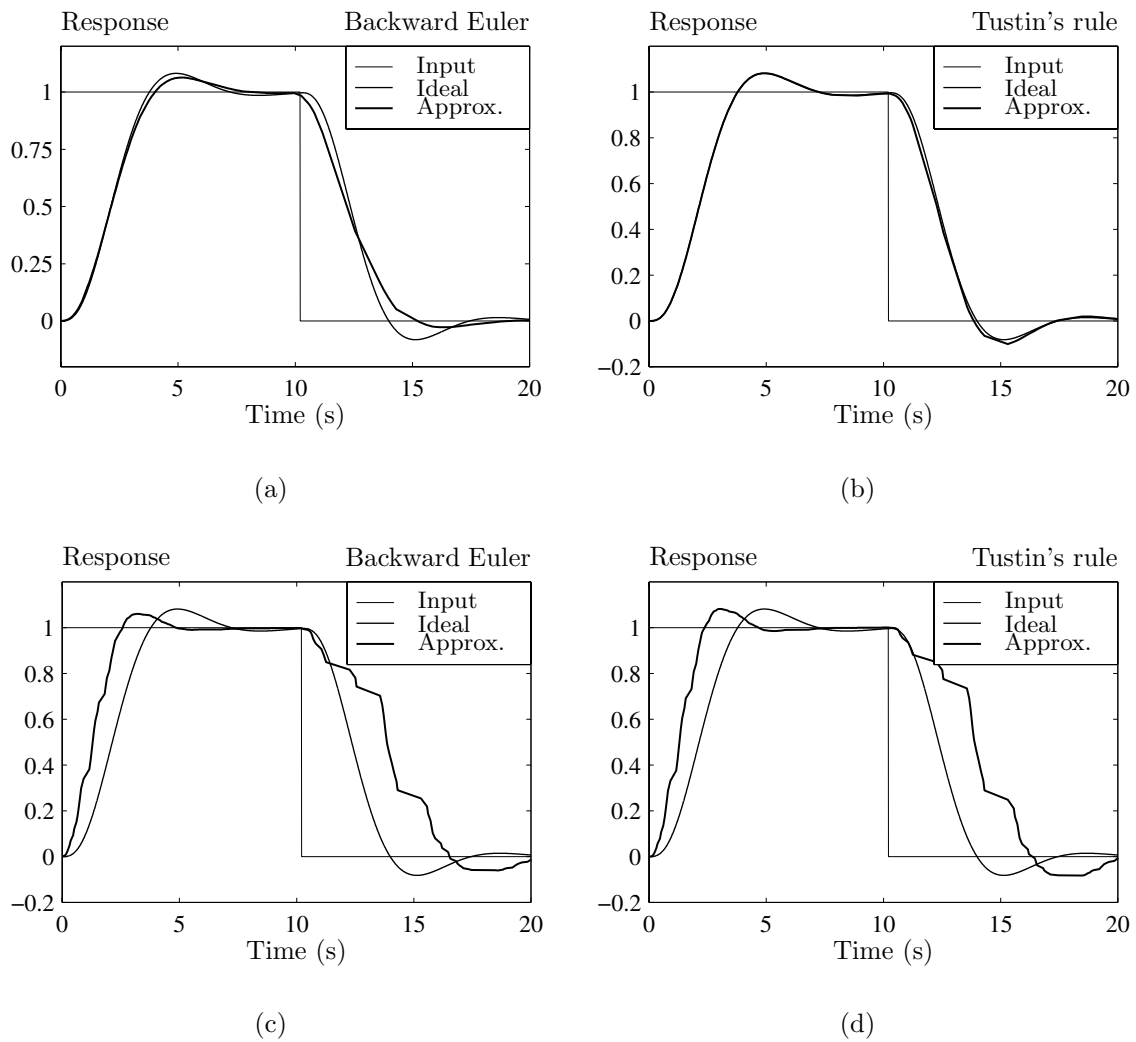 Response Backward Euler
Input
Ideal
Approx.
1
0.75
0.5
0.25
0
0 5 10 15 20
Time (s)
(a)
Response Tustin's rule
Input
Ideal
Approx.
1
0.8
0.6
0.4
0.2
0
−0.2
0 5 10 15 20
Time (s)
(b)
Response Backward Euler
Input
Ideal
Approx.
1
0.8
0.6
0.4
0.2
0
−0.2
0 5 10 15 20
Time (s)
(c)
Response Tustin's rule
Input
Ideal
Approx.
1
0.8
0.6
0.4
0.2
0
−0.2
0 5 10 15 20
Time (s)
(d)